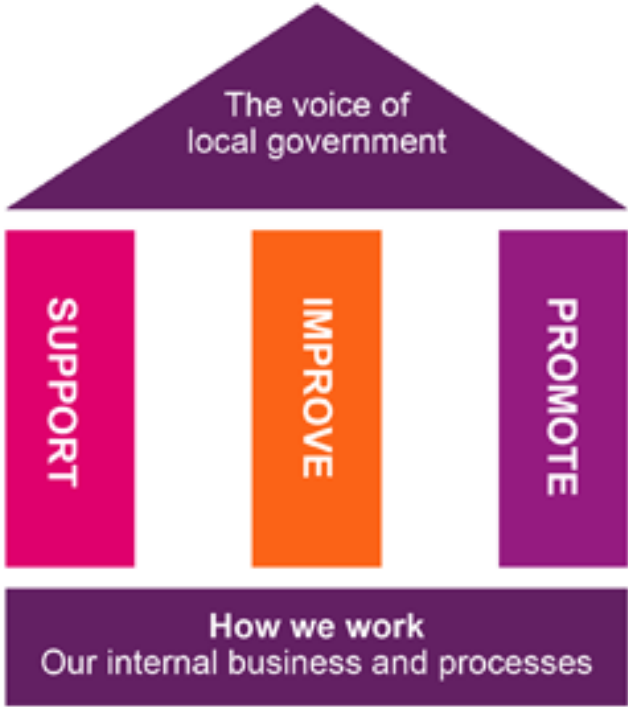 The voice of
local government
SUPPORT
IMPROVE
PROMOTE
How we work
Our internal business and processes